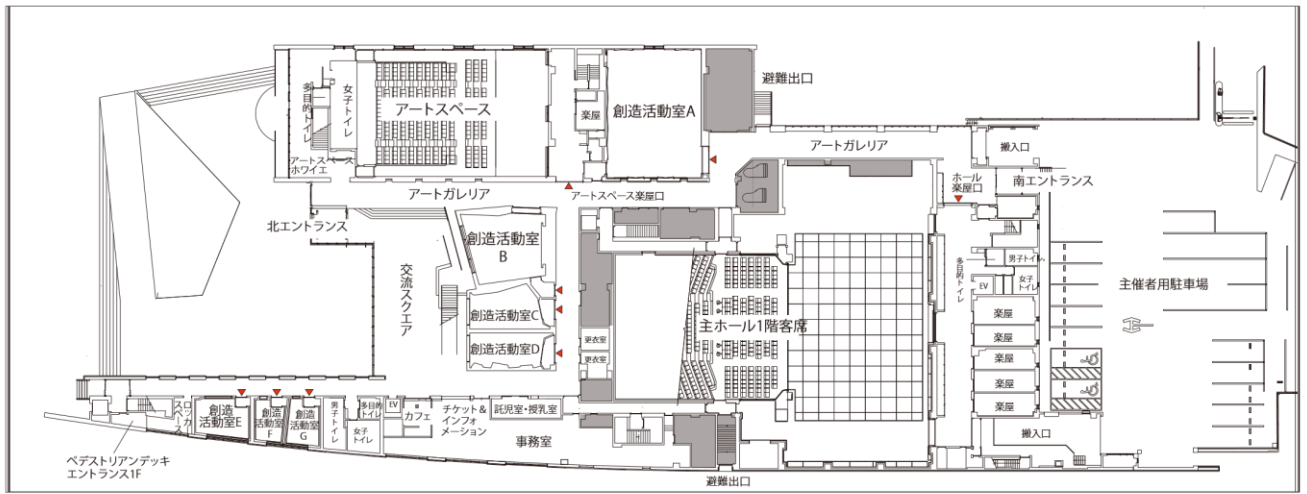 避難出口
多目的トイレ
女子トイレ
アートスペース
楽屋
創造活動室A
アートスペース
ホワイエ
アートガレリア
搬入口
アートガレリア
アートスペース楽屋口
ホール
楽屋口
南エントランス
北エントランス
創造活動室
B
交流スクエア
多目的トイレ
男子トイレ
EV
女子
トイレ
主催者用駐車場
創造活動室C
創造活動室D
主ホール1階客席
更衣室
更衣室
楽屋
楽屋
楽屋
楽屋
楽屋
ロッカー
スペース
創造
活動室E
創造
活動室
F
創造
活動室
G
男子トイレ
多目的
トイレ
女子
トイレ
EV
カフェ
チケット&
インフォ
メーション
託児室・授乳室
事務室
搬入口
ペデストリアンデッキ
エントランス1F
避難出口